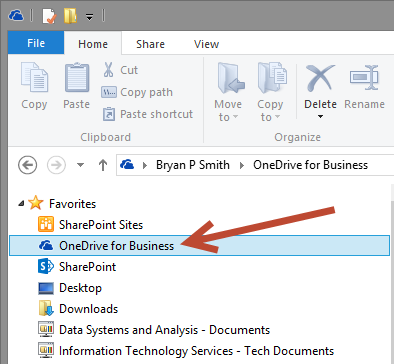 File Home Share View
Copy Paste Cut
Copy path
Paste shortcut
Move to Copy to Delete Rename
Clipboard Organize
Bryan P Smith OneDrive for Business
Favorites
SharePoint Sites
OneDrive for Business
SharePoint
Desktop
Downloads
Data Systems and Analysis - Documents
Information Technology Services - Tech Documents